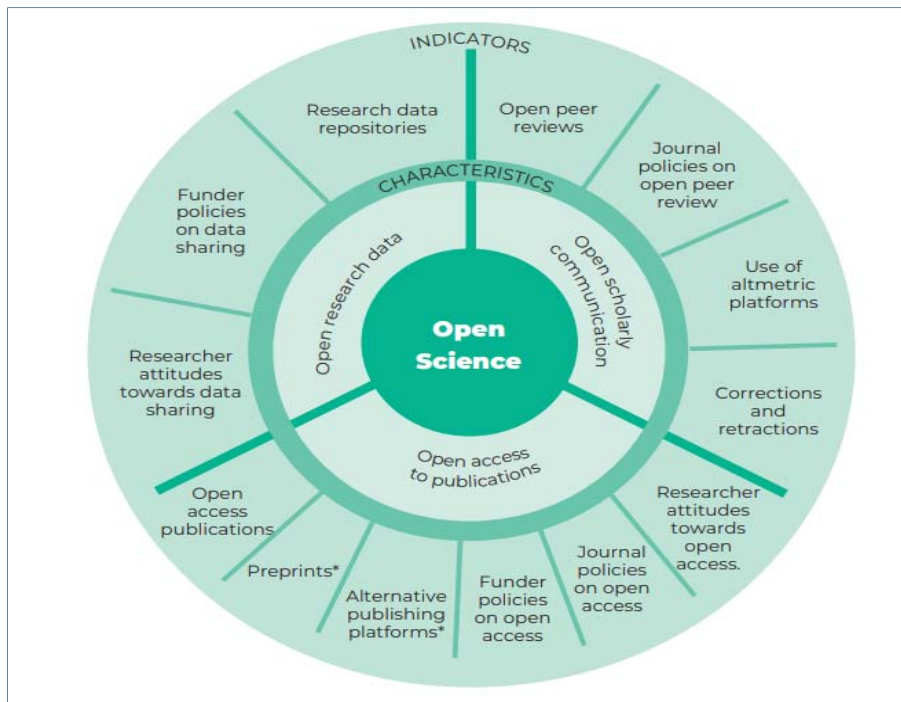 INDICATORS
Research data
repositories
Open peer
reviews
Journal
policies on
open peer
review
Funder
policies
on data
sharing
CHARACTERISTICS
Open research data
Open scholarly
communication
Use of
altmetric
platforms
Open
Science
Researcher
attitudes
towards data
sharing
Corrections and
retractions
Open access
to publications
Open
access
publications
Preprints*
Alternative
publishing
platforms*
Funder
policies
on open
access
Journal
policies
on open
access
Researcher
attitudes
towards
open
access.